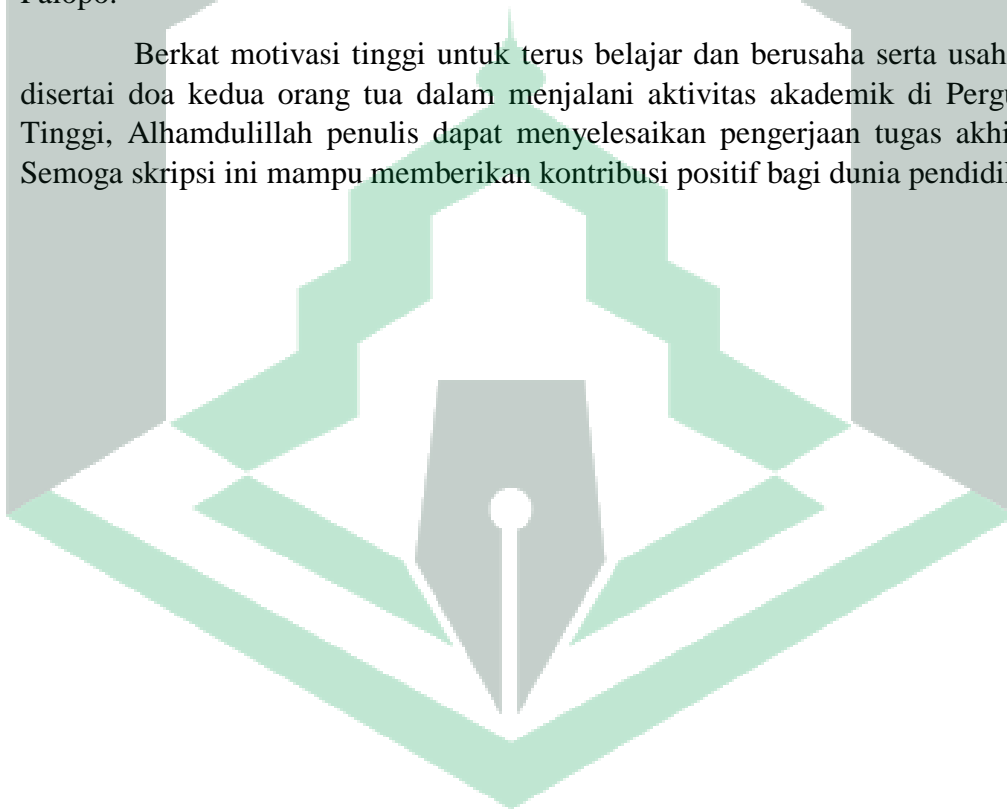 Palopo.
Berkat motivasi tinggi untuk terus belajar dan berusaha serta usah
disertai doa kedua orang tua dalam menjalani aktivitas akademik di Pergu
Tinggi, Alhamdulillah penulis dapat menyelesaikan pengerjaan tugas akhi
Semoga skripsi ini mampu memberikan kontribusi positif bagi dunia pendidi